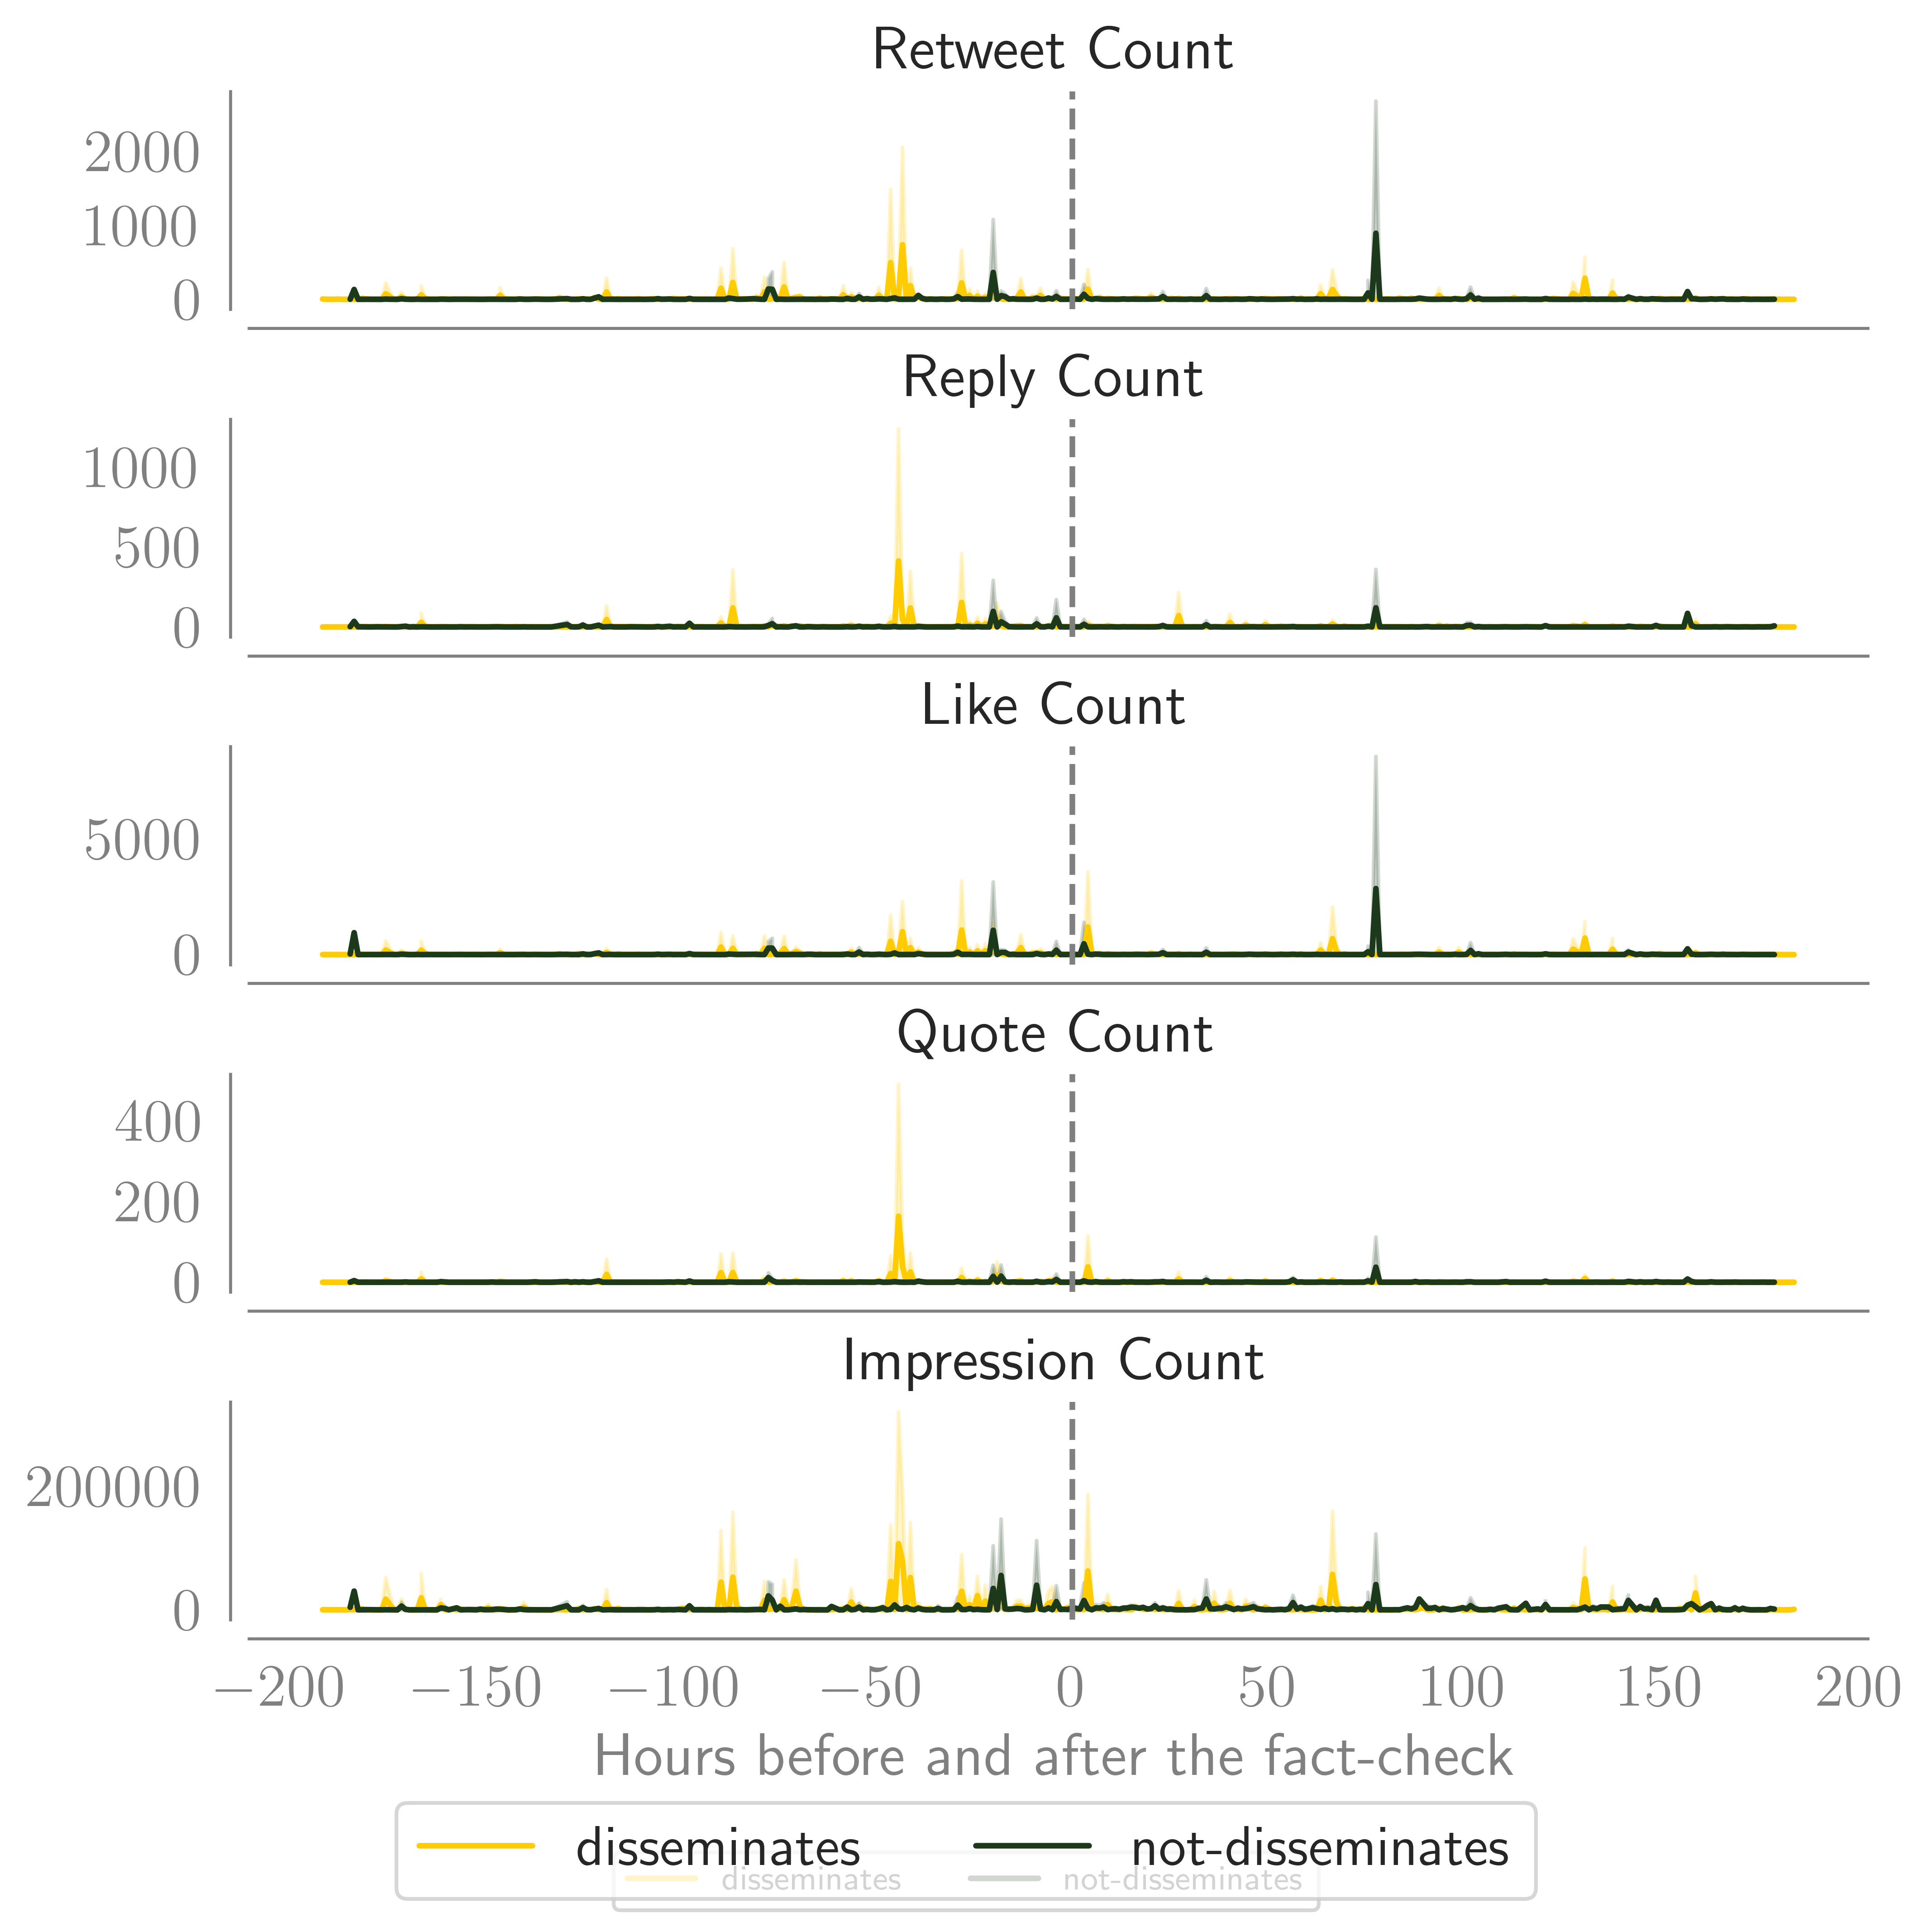 Retweet Count
2000
1000
0
Reply Count
1000
500
0
Like Count
5000
0
Quote Count
400
200
0
Impression Count
200000
0
−200 −150 −100 −50 0 50 100 150 200
Hours before and after the fact-check
disseminates not-disseminates
disseminates not-disseminates